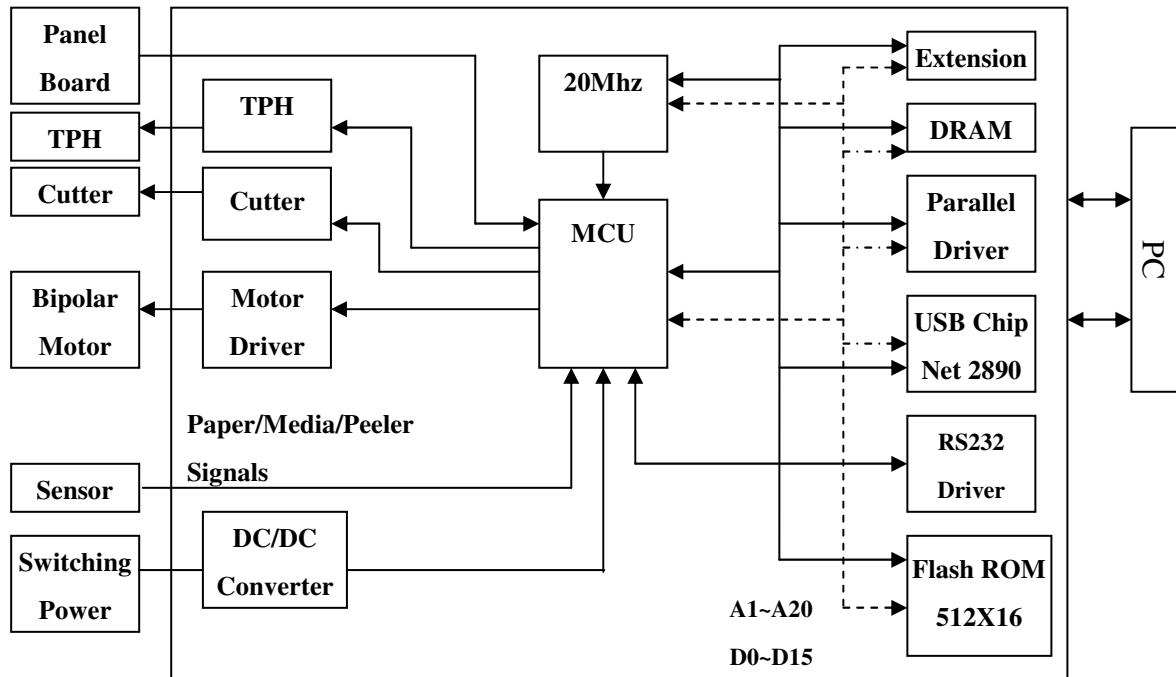 Panel
Board
TPH
Cutter
Bipolar
Motor
Sensor
Switching
Power
TPH
Cutter
Motor
Driver
Paper/Media/Peeler
Signals
DC/DC
Converter
20Mhz
MCU
Extension
DRAM
Parallel
Driver
USB Chip
Net 2890
RS232
Driver
Flash ROM
512X16
A1~A20
D0~D15
PC